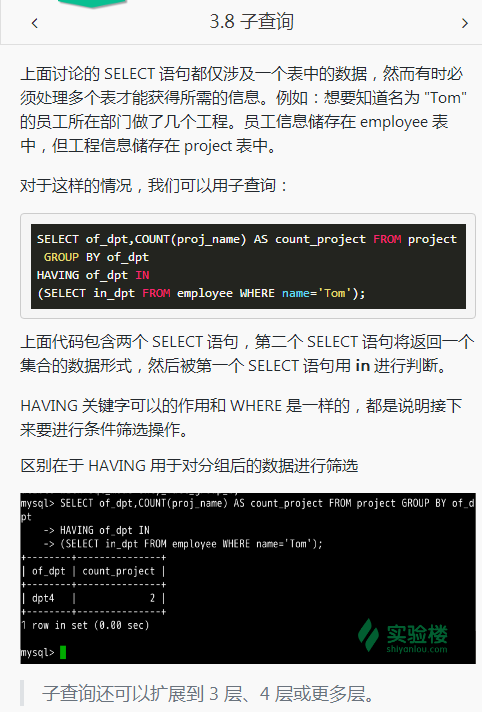 3.8 子查询
上面讨论的 SELECT 语句都仅涉及一个表中的数据，然而有时必
须处理多个表才能获得所需的信息。例如：想要知道名为 "Tom"
的员工所在部门做了几个工程。员工信息储存在 employee 表
中，但工程信息储存在 project 表中。
对于这样的情况，我们可以用子查询：
SELECT of_dpt,COUNT(proj_name) AS count_project FROM project
GROUP BY of_dpt
HAVING of_dpt IN
(SELECT in_dpt FROM employee WHERE name='Tom');
上面代码包含两个 SELECT 语句，第二个 SELECT 语句将返回一个
集合的数据形式，然后被第一个 SELECT 语句用 in 进行判断。
HAVING 关键字可以的作用和 WHERE 是一样的，都是说明接下
来要进行条件筛选操作。
区别在于 HAVING 用于对分组后的数据进行筛选
mysql> SELECT of_dpt,COUNT(proj_name) AS count_project FROM project GROUP BY of_d
pt
-> HAVING of_dpt IN
-> (SELECT in_dpt FROM employee WHERE name='Tom');
+--------+---------------+
| of_dpt | count_project |
+--------+---------------+
| dpt4   |             2 |
+--------+---------------+
1 row in set (0.00 sec)
实验楼
shiyanlou.com
mysql>
子查询还可以扩展到 3 层、4 层或更多层。